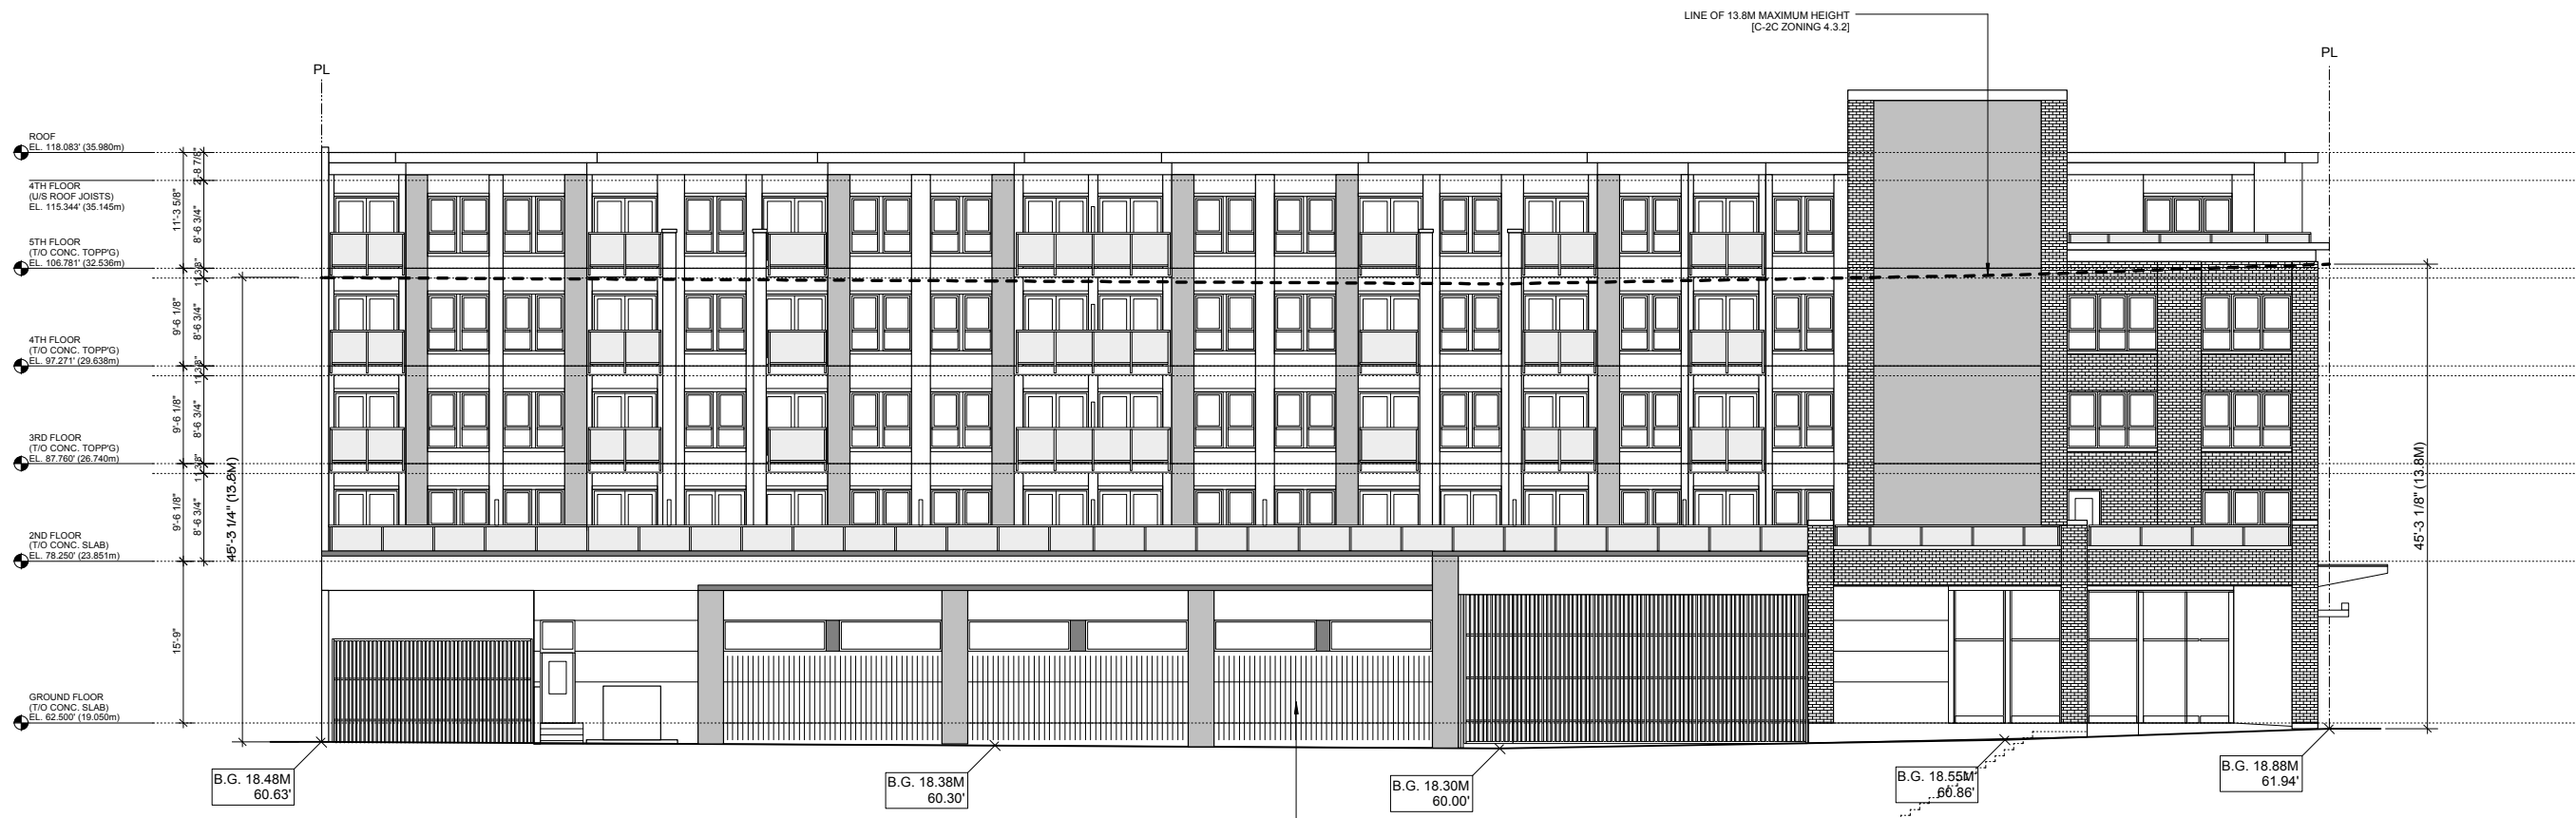 LINE OF 13.8M MAXIMUM HEIGHT
[C-2C ZONING 4.3.2]
PL
PL
ROOF
EL. 118.083' (35.980m)
4TH FLOOR
(U/S ROOF JOISTS)
EL. 115.344' (35.145m)
5TH FLOOR
(T/O CONC. TOPP'G)
EL. 106.781' (32.536m)
4TH FLOOR
(T/O CONC. TOPP'G)
EL. 97.271' (29.638m)
3RD FLOOR
(T/O CONC. TOPP'G)
EL. 87.760' (26.740m)
2ND FLOOR
(T/O CONC. SLAB)
EL. 78.250' (23.851m)
GROUND FLOOR
(T/O CONC. SLAB)
EL. 62.500' (19.050m)
11'-3 5/8"
9'-6 1/8"
9'-6 1/8"
9'-6 1/8"
15'-9"
8'-6 3/4"
8'-6 3/4"
8'-6 3/4"
8'-6 3/4"
45'-3 1/4" (13.8M)
45'-3 1/8" (13.8M)
B.G. 18.48M
60.63'
B.G. 18.38M
60.30'
B.G. 18.30M
60.00'
B.G. 18.55M
60.86'
B.G. 18.88M
61.94'